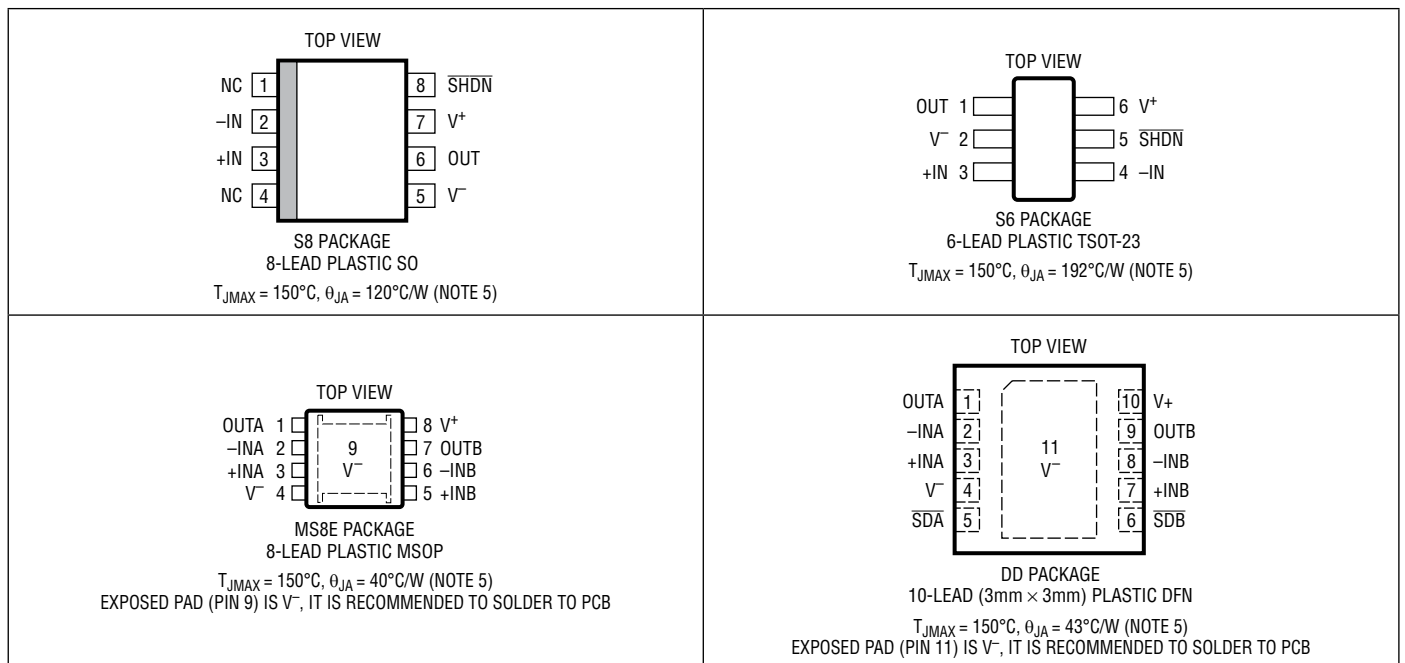 TOP VIEW
NC 1 8 S̅H̅D̅N̅
–IN 2 7 V⁺
+IN 3 6 OUT
NC 4 5 V⁻
S8 PACKAGE
8-LEAD PLASTIC SO
TJMAX = 150°C, θJA = 120°C/W (NOTE 5)
TOP VIEW
OUT 1 6 V⁺
V⁻ 2 5 S̅H̅D̅N̅
+IN 3 4 –IN
S6 PACKAGE
6-LEAD PLASTIC TSOT-23
TJMAX = 150°C, θJA = 192°C/W (NOTE 5)
TOP VIEW
OUTA 1 8 V⁺
–INA 2 9 7 OUTB
+INA 3 V⁻ 6 –INB
V⁻ 4 5 +INB
MS8E PACKAGE
8-LEAD PLASTIC MSOP
TJMAX = 150°C, θJA = 40°C/W (NOTE 5)
EXPOSED PAD (PIN 9) IS V⁻, IT IS RECOMMENDED TO SOLDER TO PCB
TOP VIEW
OUTA 1 10 V+
–INA 2 9 OUTB
+INA 3 11 8 –INB
V⁻ 4 V⁻ 7 +INB
S̅D̅A̅ 5 6 S̅D̅B̅
DD PACKAGE
10-LEAD (3mm × 3mm) PLASTIC DFN
TJMAX = 150°C, θJA = 43°C/W (NOTE 5)
EXPOSED PAD (PIN 11) IS V⁻, IT IS RECOMMENDED TO SOLDER TO PCB